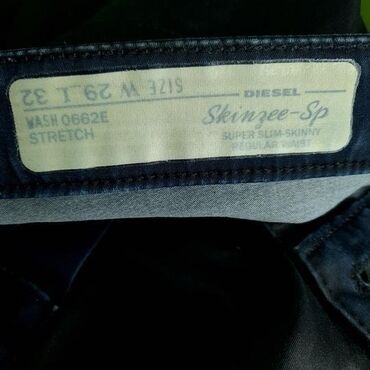 SIZE W 29 L 32
WASH 0662E
STRETCH
DIESEL
Skinzee-Sp
SUPER SLIM-SKINNY
REGULAR WAIST